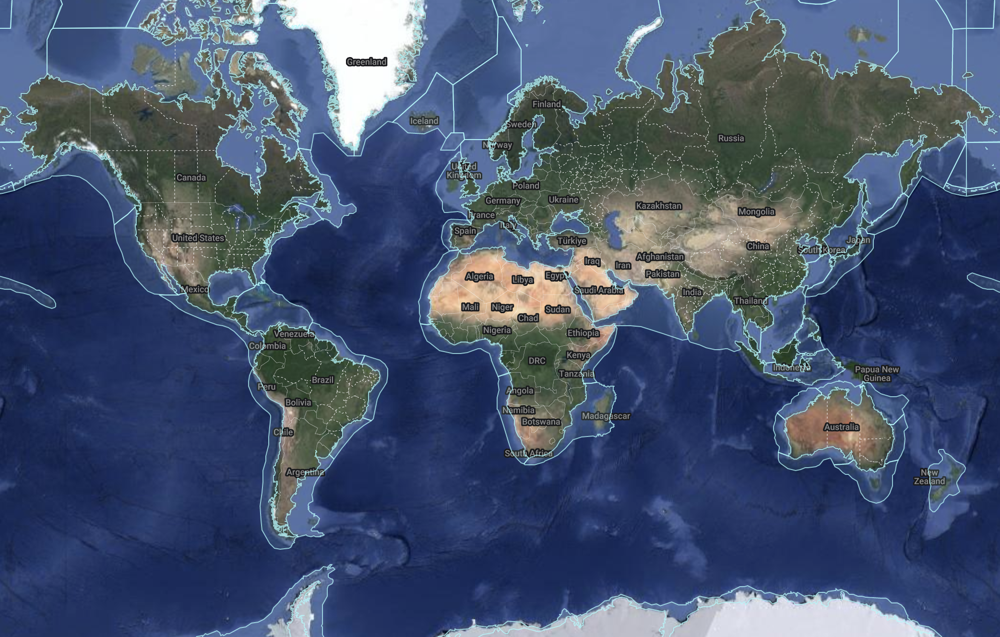 Greenland
Finland
Iceland
Sweden
Norway
Russia
United
Kingdom
Canada
Poland
Germany
Ukraine
Kazakhstan
Mongolia
France
Italy
Spain
United States
Türkiye
Japan
China
South Korea
Afghanistan
Iraq
Iran
Pakistan
Algeria
Libya
Egypt
Mexico
Saudi Arabia
India
Thailand
Mali
Niger
Sudan
Chad
Nigeria
Ethiopia
Venezuela
Colombia
Kenya
DRC
Indonesia
Papua New
Guinea
Tanzania
Brazil
Peru
Angola
Bolivia
Namibia
Madagascar
Botswana
Australia
Chile
South Africa
Argentina
New
Zealand